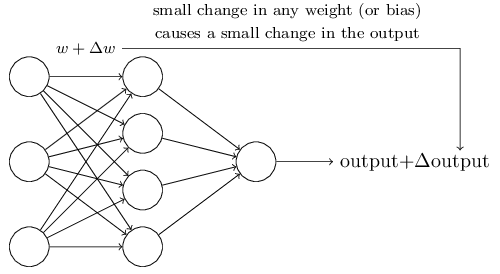 small change in any weight (or bias)
causes a small change in the output
w + Δw
output+Δoutput